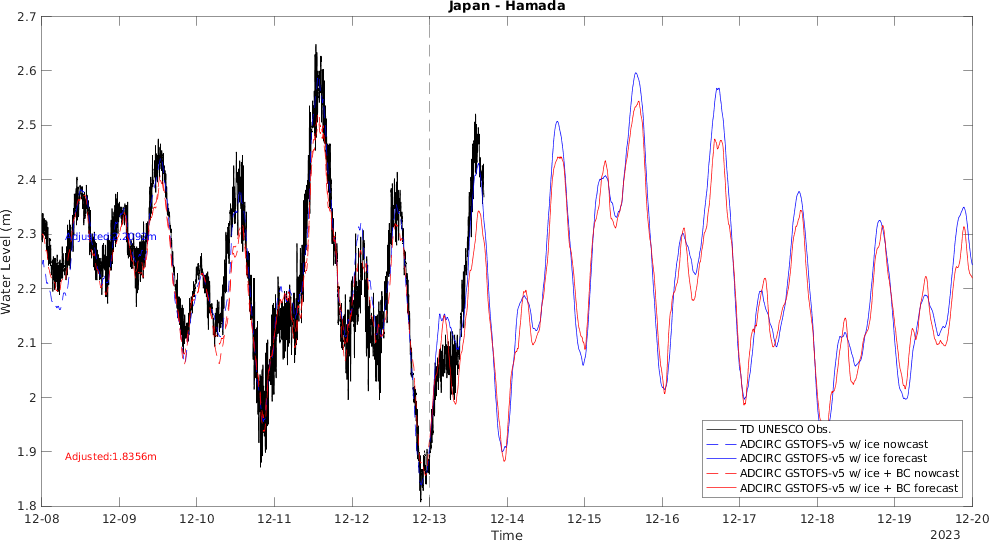 Japan - Hamada
2.7
2.6
2.5
2.4
2.3
2.2
2.1
2
1.9
1.8
Water Level (m)
Adjusted:1.8356m
TD UNESCO Obs.
ADCIRC GSTOFS-v5 w/ ice nowcast
ADCIRC GSTOFS-v5 w/ ice forecast
ADCIRC GSTOFS-v5 w/ ice + BC nowcast
ADCIRC GSTOFS-v5 w/ ice + BC forecast
12-08 12-09 12-10 12-11 12-12 12-13 12-14 12-15 12-16 12-17 12-18 12-19 12-20
Time
2023